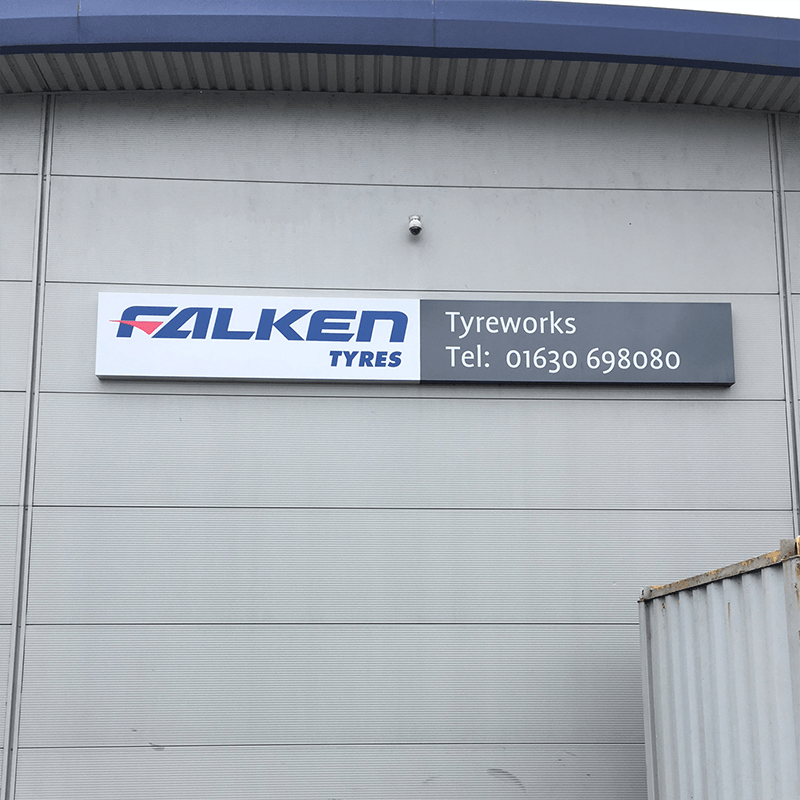 FALKEN
TYRES
Tyreworks
Tel: 01630 698080